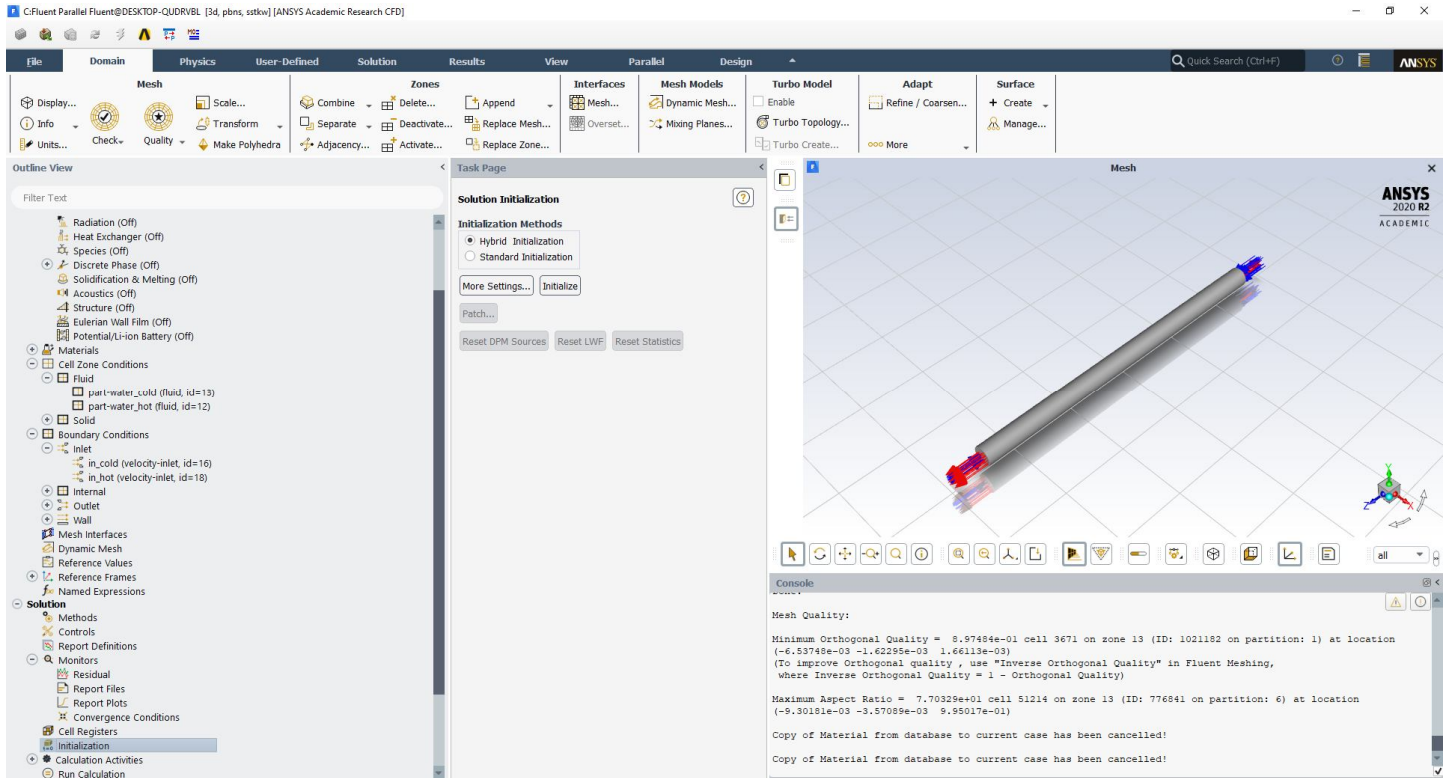 C:Fluent Parallel Fluent@DESKTOP-QUDRVBL [3d, pbns, sstkw] [ANSYS Academic Research CFD]
File Domain Physics User-Defined Solution Results View Parallel Design
Quick Search (Ctrl+F)
ANSYS
Mesh
Display...
Info
Units...
Check
Quality
Scale...
Transform
Make Polyhedra
Zones
Combine
Separate
Adjacency...
Delete...
Deactivate...
Activate...
Append
Replace Mesh...
Replace Zone...
Interfaces
Mesh...
Overset...
Mesh Models
Dynamic Mesh...
Mixing Planes...
Turbo Model
Enable
Turbo Topology...
Turbo Create...
Adapt
Refine / Coarsen...
More
Surface
Create
Manage...
Outline View
Filter Text
Radiation (Off)
Heat Exchanger (Off)
Species (Off)
Discrete Phase (Off)
Solidification & Melting (Off)
Acoustics (Off)
Structure (Off)
Eulerian Wall Film (Off)
Potential/Li-ion Battery (Off)
Materials
Cell Zone Conditions
Fluid
part-water_cold (fluid, id=13)
part-water_hot (fluid, id=12)
Solid
Boundary Conditions
Inlet
in_cold (velocity-inlet, id=16)
in_hot (velocity-inlet, id=18)
Internal
Outlet
Wall
Mesh Interfaces
Dynamic Mesh
Reference Values
Reference Frames
Named Expressions
Solution
Methods
Controls
Report Definitions
Monitors
Residual
Report Files
Report Plots
Convergence Conditions
Cell Registers
Initialization
Calculation Activities
Run Calculation
Task Page
Solution Initialization
Initialization Methods
Hybrid Initialization
Standard Initialization
More Settings... Initialize
Patch...
Reset DPM Sources Reset LWF Reset Statistics
Mesh
ANSYS
2020 R2
ACADEMIC
Y
Z X
all
Console
Done.
Mesh Quality:
Minimum Orthogonal Quality = 8.97484e-01 cell 3671 on zone 13 (ID: 1021182 on partition: 1) at location
(-6.53748e-03 -1.62295e-03 1.66113e-03)
(To improve Orthogonal quality , use "Inverse Orthogonal Quality" in Fluent Meshing,
where Inverse Orthogonal Quality = 1 - Orthogonal Quality)
Maximum Aspect Ratio = 7.70329e+01 cell 51214 on zone 13 (ID: 776841 on partition: 6) at location
(-9.30181e-03 -3.57089e-03 9.95017e-01)
Copy of Material from database to current case has been cancelled!
Copy of Material from database to current case has been cancelled!